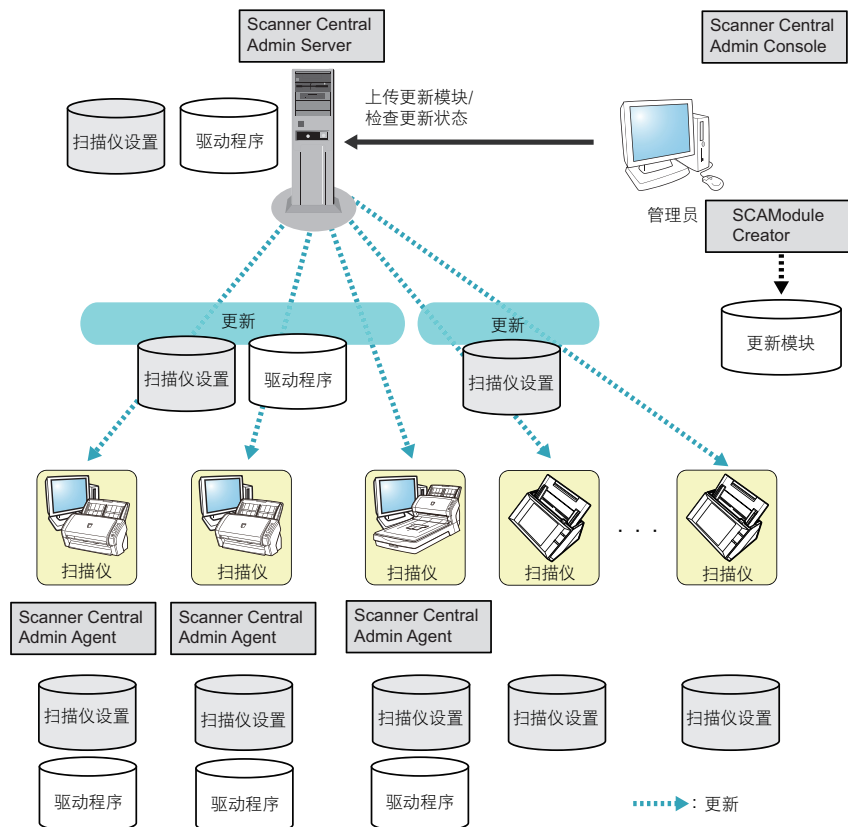 Scanner Central
Admin Server
Scanner Central
Admin Console
上传更新模块/
检查更新状态
扫描仪设置
驱动程序
管理员
SCAModule
Creator
更新
更新
更新模块
扫描仪设置
驱动程序
扫描仪设置
扫描仪
扫描仪
扫描仪
扫描仪
. . .
扫描仪
Scanner Central
Admin Agent
Scanner Central
Admin Agent
Scanner Central
Admin Agent
扫描仪设置
扫描仪设置
扫描仪设置
扫描仪设置
扫描仪设置
驱动程序
驱动程序
驱动程序
: 更新